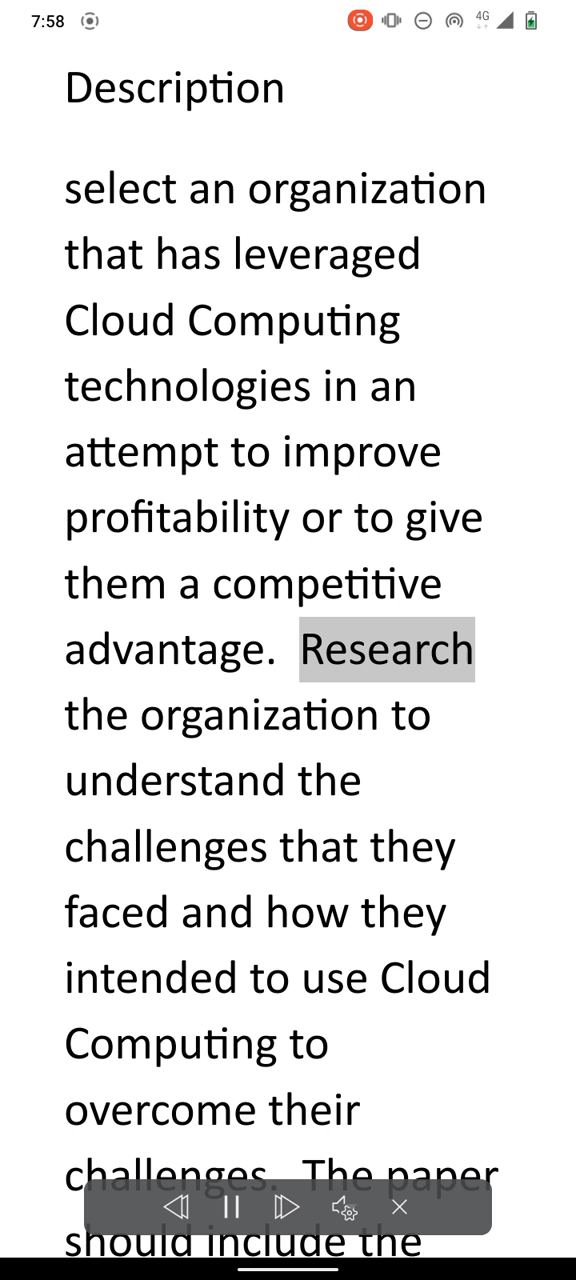 7:58
4G
Description
select an organization
that has leveraged
Cloud Computing
technologies in an
attempt to improve
profitability or to give
them a competitive
advantage.  Research
the organization to
understand the
challenges that they
faced and how they
intended to use Cloud
Computing to
overcome their
challenges.  The paper
should include the